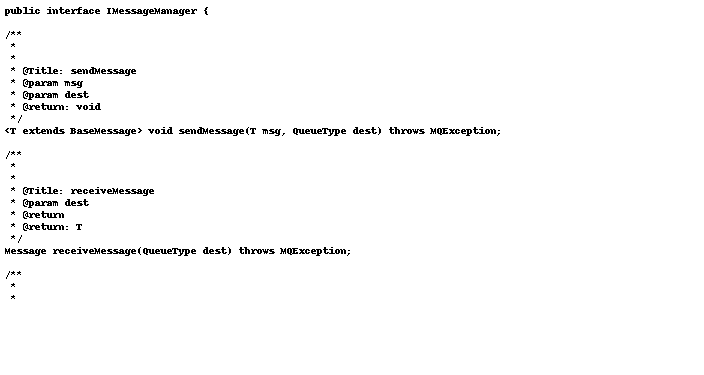 public interface IMessageManager {
/**
*
*
* @Title: sendMessage
* @param msg
* @param dest
* @return: void
*/
<T extends BaseMessage> void sendMessage(T msg, QueueType dest) throws MQException;
/**
*
*
* @Title: receiveMessage
* @param dest
* @return
* @return: T
*/
Message receiveMessage(QueueType dest) throws MQException;
/**
*
*